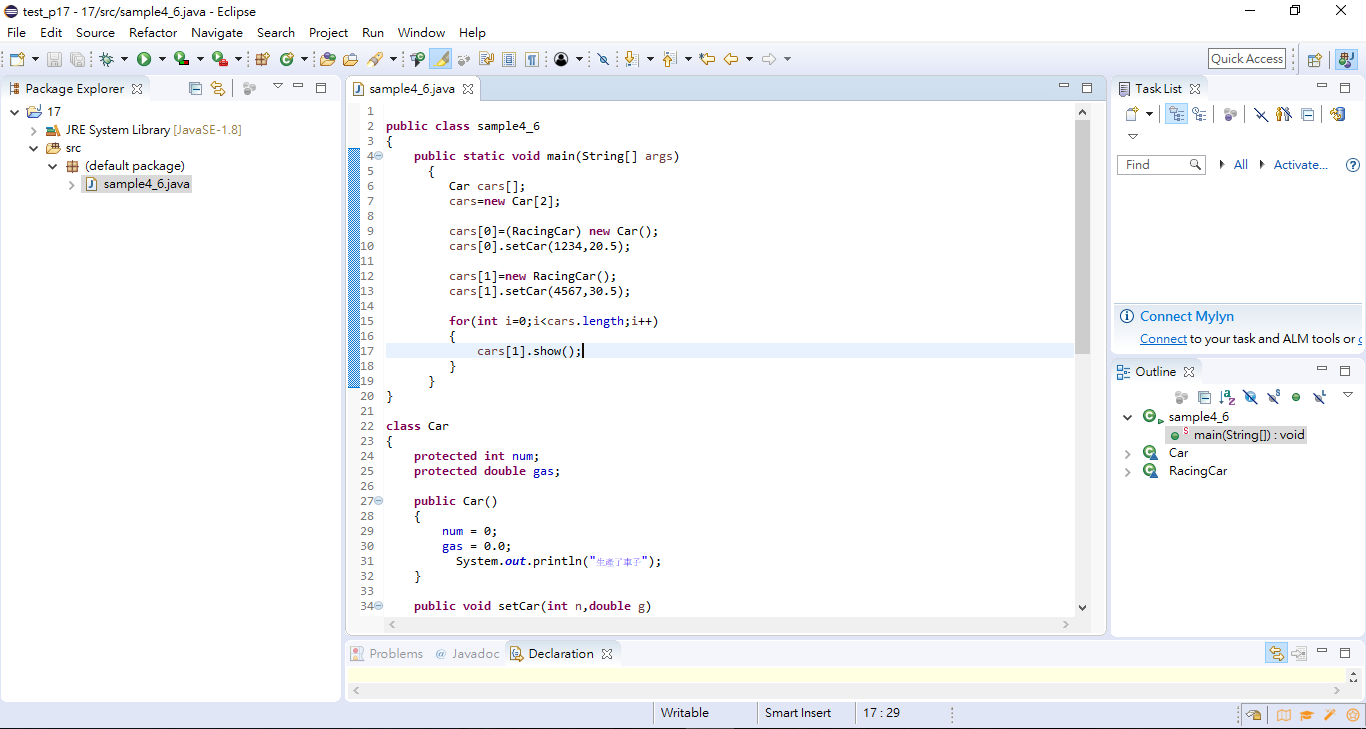 test_p17 - 17/src/sample4_6.java - Eclipse
File Edit Source Refactor Navigate Search Project Run Window Help
Quick Access
Package Explorer
17
JRE System Library [JavaSE-1.8]
src
(default package)
sample4_6.java
sample4_6.java
1
2 public class sample4_6
3 {
4 public static void main(String[] args)
5 {
6 Car cars[];
7 cars=new Car[2];
8
9 cars[0]=(RacingCar) new Car();
10 cars[0].setCar(1234,20.5);
11
12 cars[1]=new RacingCar();
13 cars[1].setCar(4567,30.5);
14
15 for(int i=0;i<cars.length;i++)
16 {
17 cars[1].show();
18 }
19 }
20 }
21
22 class Car
23 {
24 protected int num;
25 protected double gas;
26
27 public Car()
28 {
29 num = 0;
30 gas = 0.0;
31 System.out.println("生產了車子");
32 }
33
34 public void setCar(int n,double g)
Task List
Find All Activate...
Connect Mylyn
Connect to your task and ALM tools or c
Outline
sample4_6
main(String[]) : void
Car
RacingCar
Problems @ Javadoc Declaration
Writable Smart Insert 17 : 29